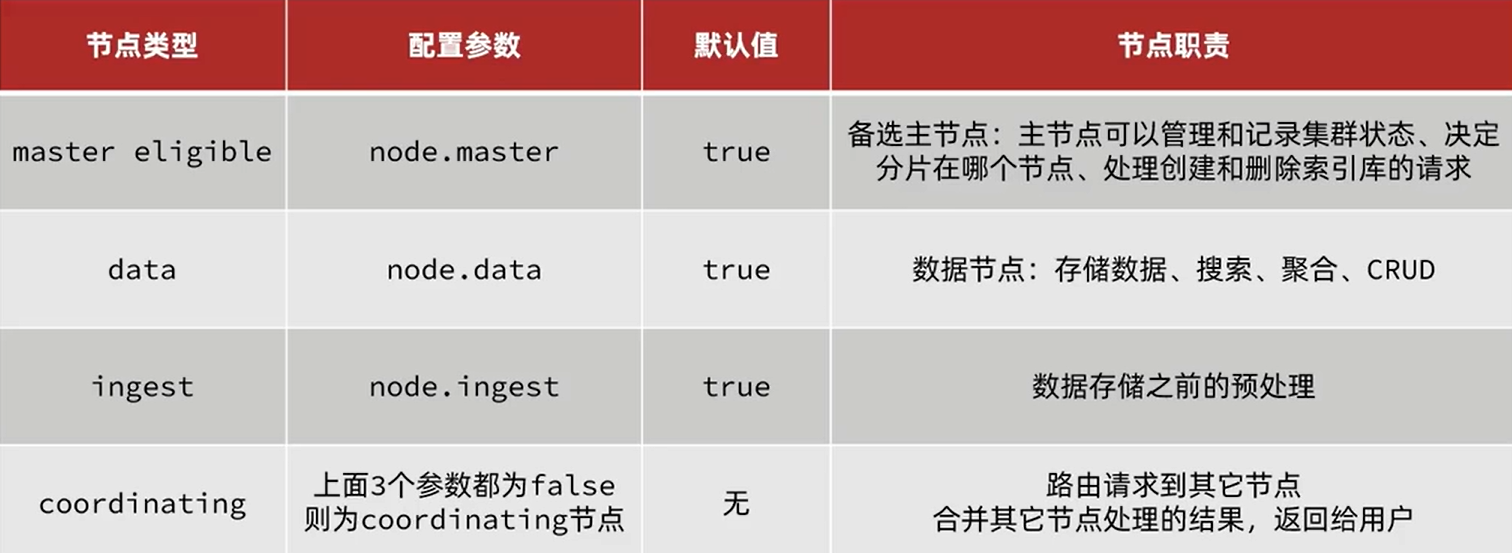 节点类型 配置参数 默认值 节点职责
master eligible node.master true 备选主节点：主节点可以管理和记录集群状态、决定
分片在哪个节点、处理创建和删除索引库的请求
data node.data true 数据节点：存储数据、搜索、聚合、CRUD
ingest node.ingest true 数据存储之前的预处理
coordinating 上面3个参数都为false
则为coordinating节点 无 路由请求到其它节点
合并其它节点处理的结果，返回给用户